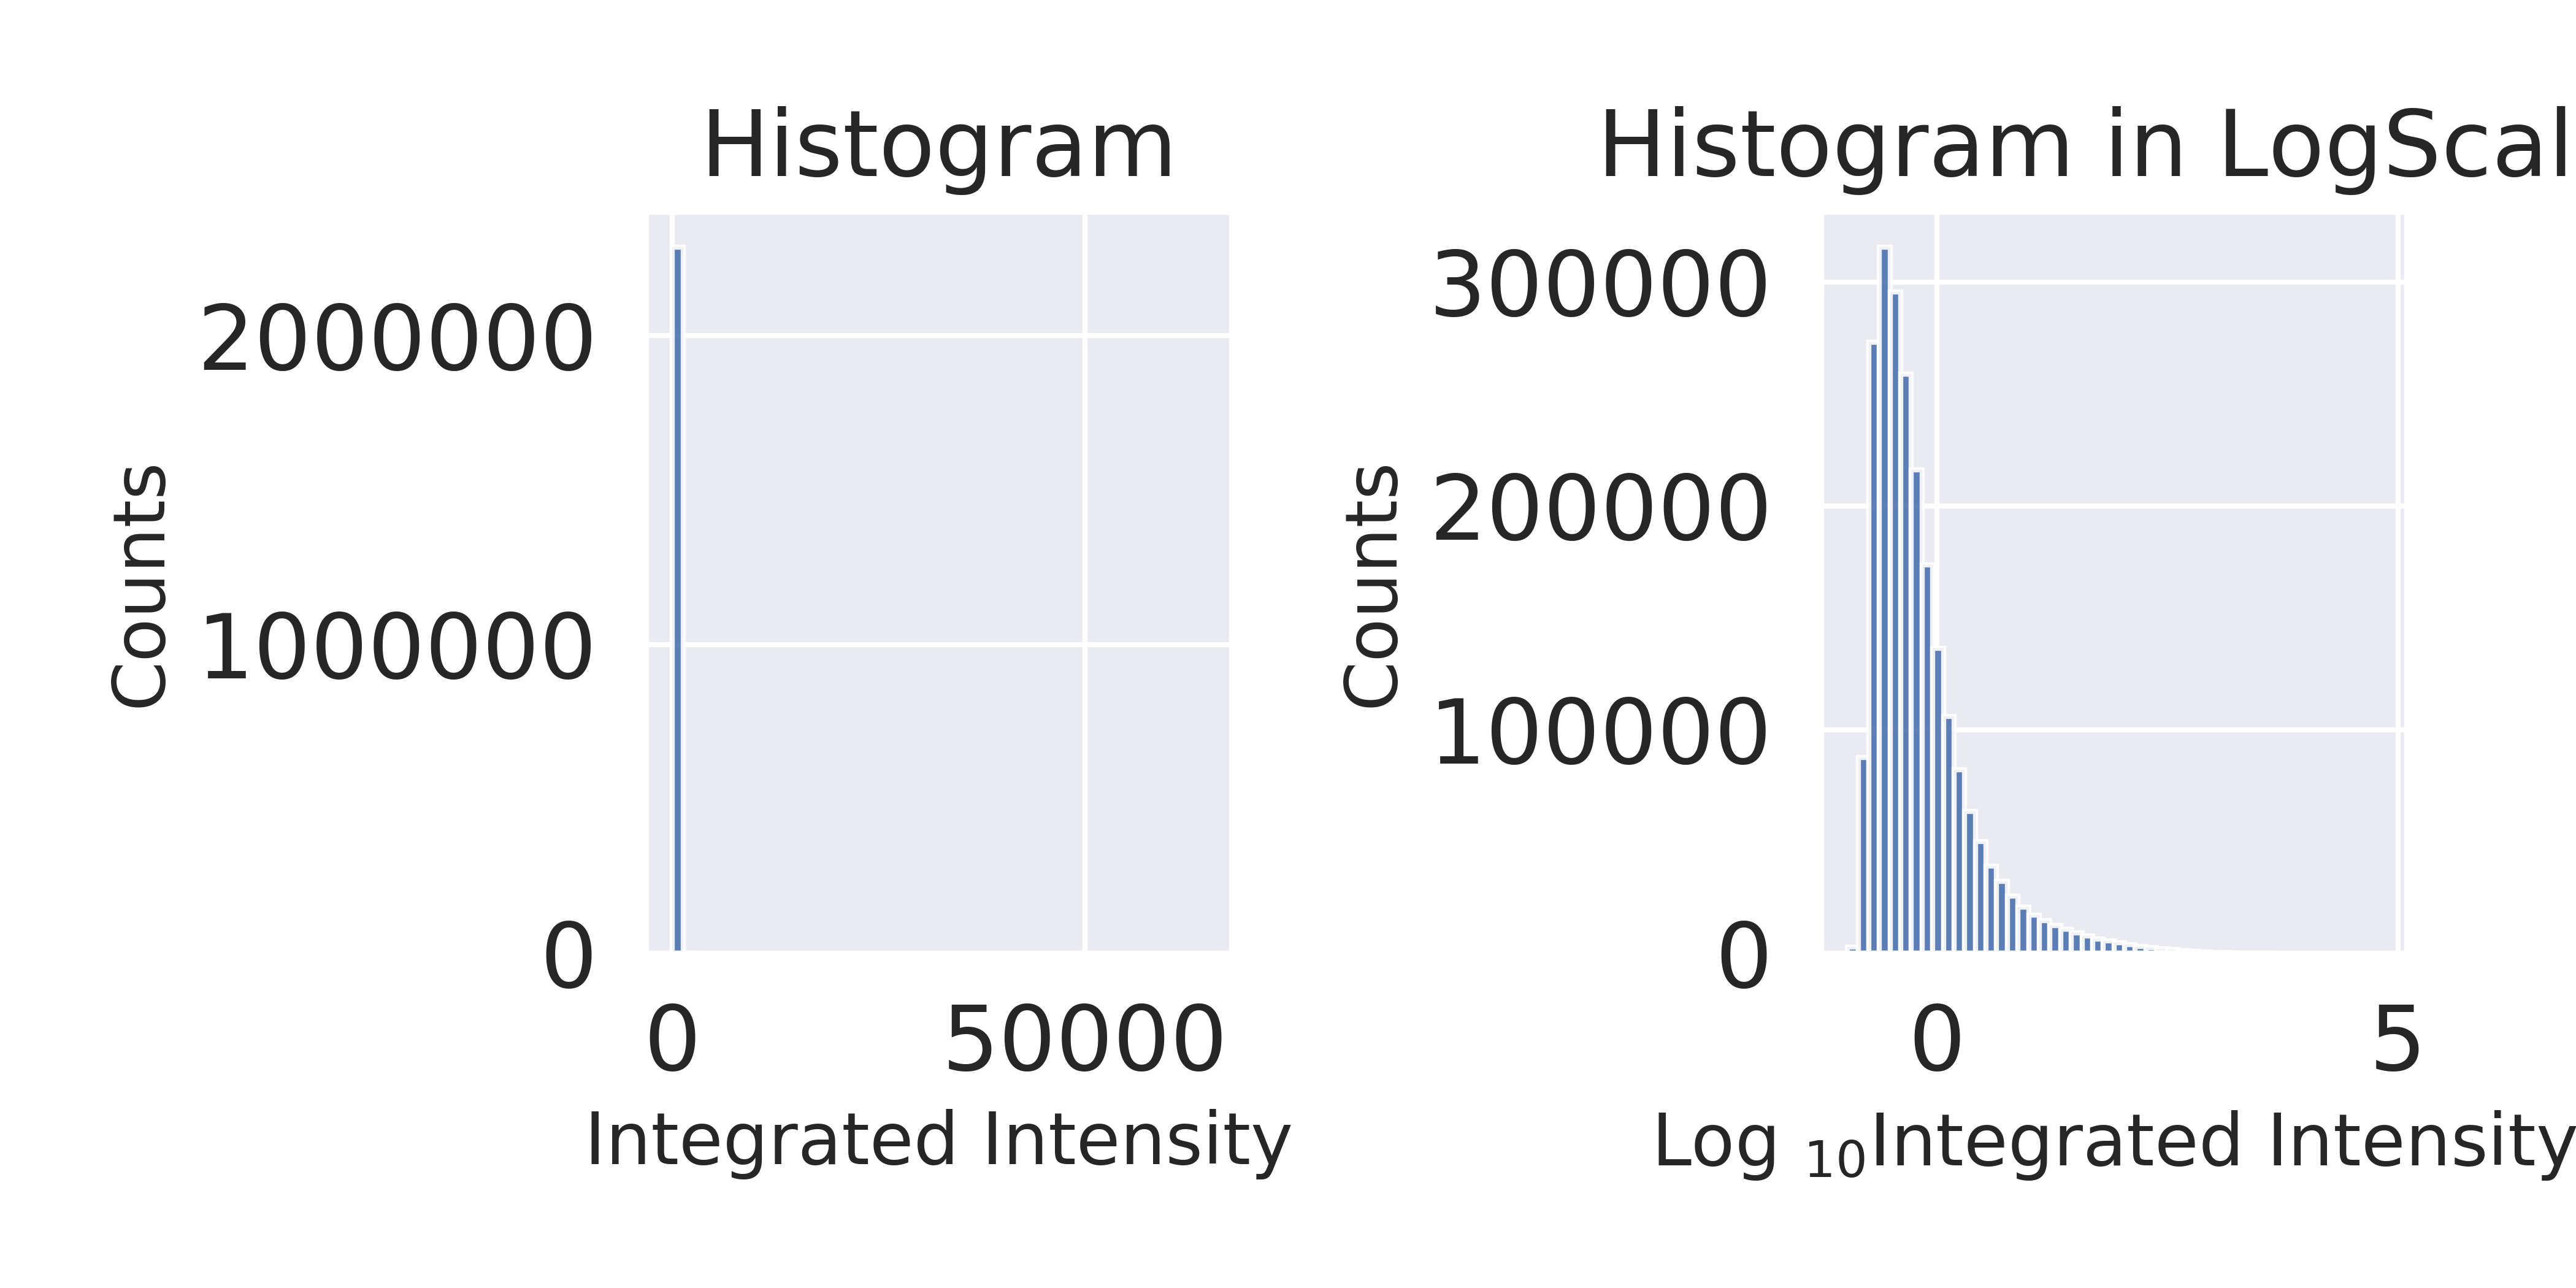 Histogram
Counts
2000000
1000000
0
0 50000
Integrated Intensity
Histogram in LogScal
Counts
300000
200000
100000
0
0 5
Log 10Integrated Intensity